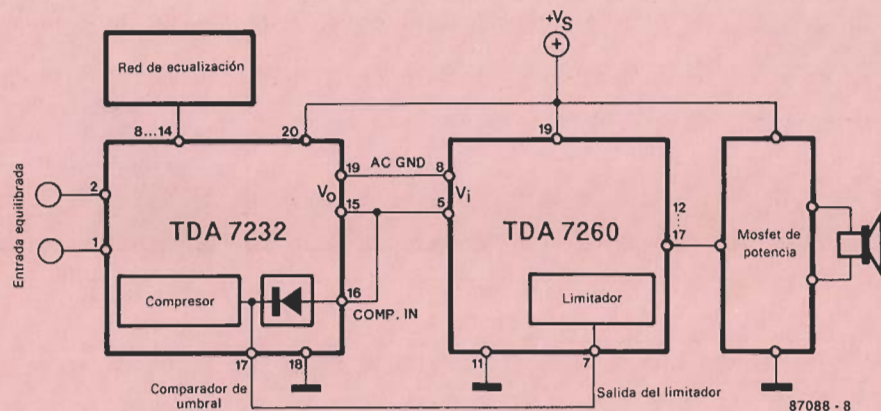 +VS
Red de ecualización
8...14
20
19
19
AC GND
8
2
Vo
15
Vi
5
12
17
Entrada equilibrada
1
TDA 7232
TDA 7260
Mosfet de
potencia
Compresor
16
COMP. IN
Limitador
17
18
11
7
Comparador de
umbral
Salida del limitador
87088 - 8